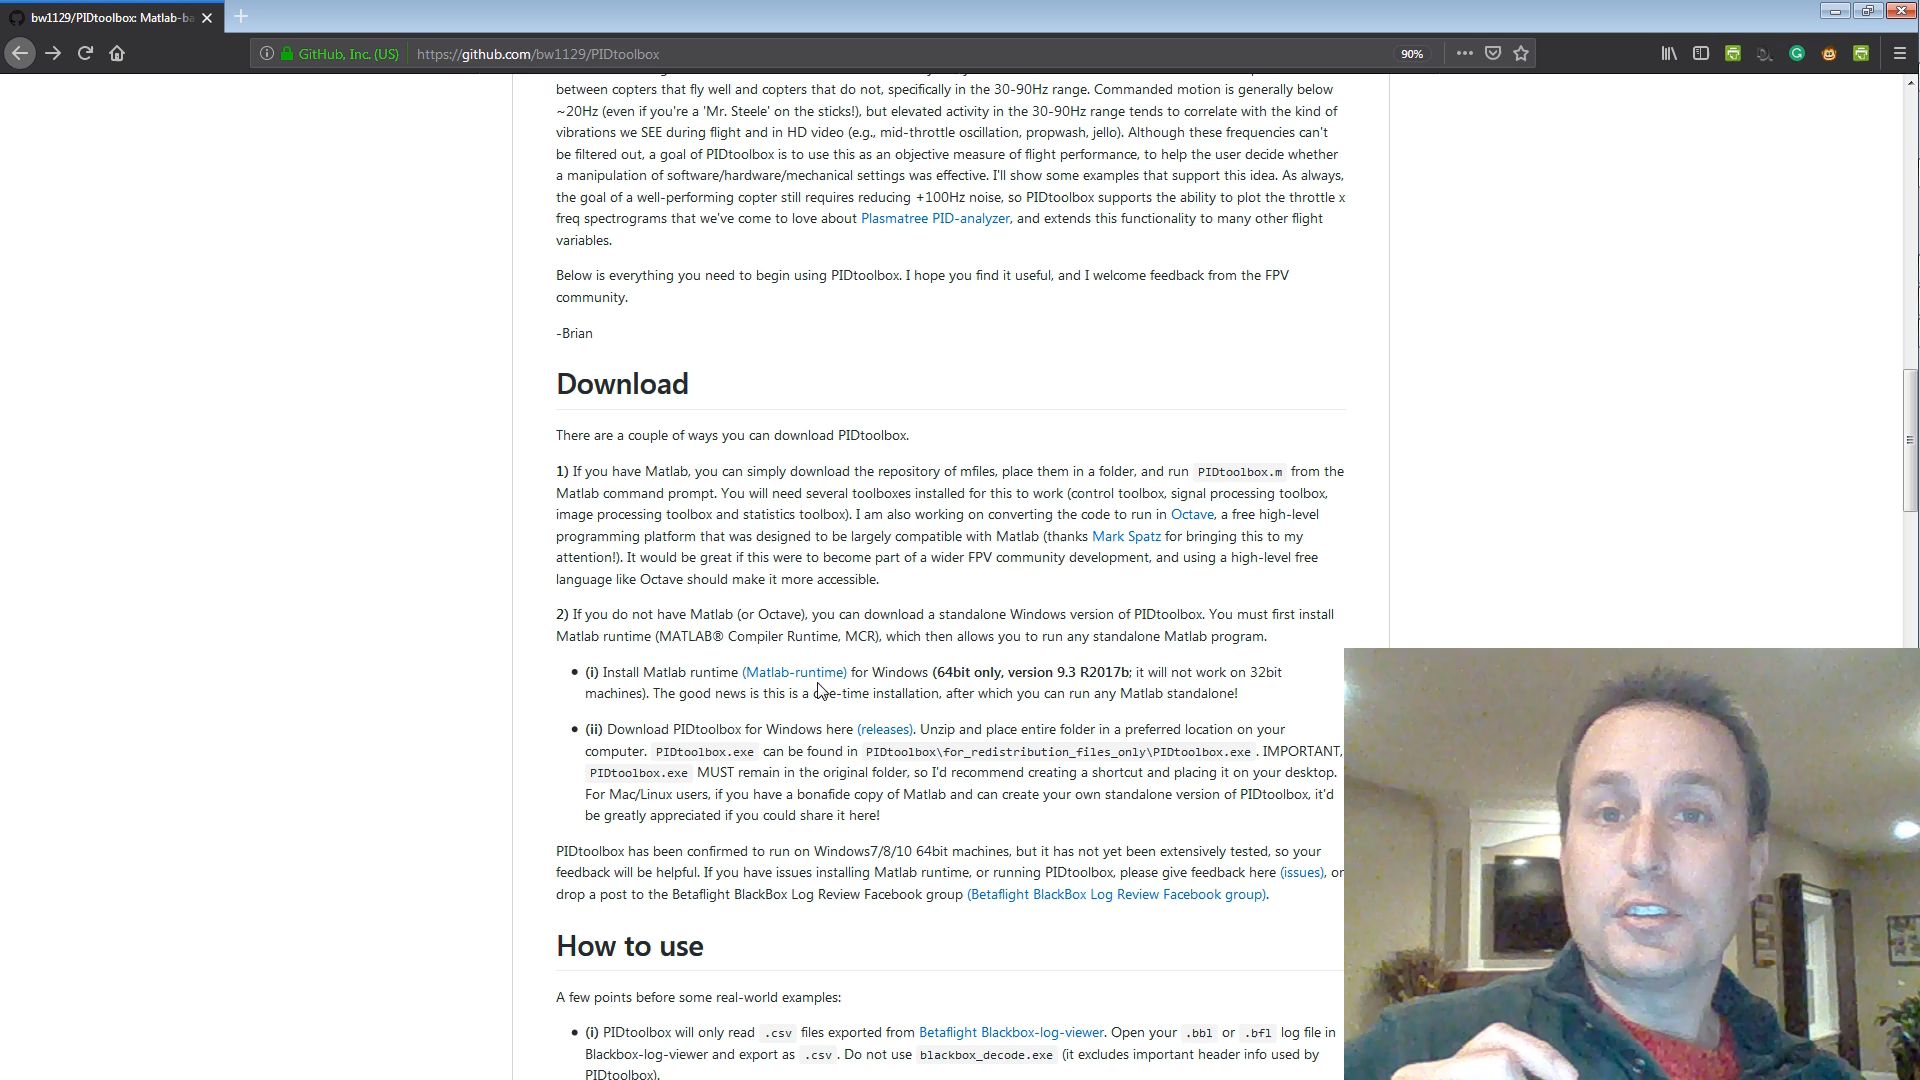 bw1129/PIDtoolbox: Matlab-ba
GitHub, Inc. (US)
https://github.com/bw1129/PIDtoolbox
90%
between copters that fly well and copters that do not, specifically in the 30-90Hz range. Commanded motion is generally below
~20Hz (even if you're a 'Mr. Steele' on the sticks!), but elevated activity in the 30-90Hz range tends to correlate with the kind of
vibrations we SEE during flight and in HD video (e.g., mid-throttle oscillation, propwash, jello). Although these frequencies can't
be filtered out, a goal of PIDtoolbox is to use this as an objective measure of flight performance, to help the user decide whether
a manipulation of software/hardware/mechanical settings was effective. I'll show some examples that support this idea. As always,
the goal of a well-performing copter still requires reducing +100Hz noise, so PIDtoolbox supports the ability to plot the throttle x
freq spectrograms that we've come to love about Plasmatree PID-analyzer, and extends this functionality to many other flight
variables.
Below is everything you need to begin using PIDtoolbox. I hope you find it useful, and I welcome feedback from the FPV
community.
-Brian
Download
There are a couple of ways you can download PIDtoolbox.
1) If you have Matlab, you can simply download the repository of mfiles, place them in a folder, and run PIDtoolbox.m from the
Matlab command prompt. You will need several toolboxes installed for this to work (control toolbox, signal processing toolbox,
image processing toolbox and statistics toolbox). I am also working on converting the code to run in Octave, a free high-level
programming platform that was designed to be largely compatible with Matlab (thanks Mark Spatz for bringing this to my
attention!). It would be great if this were to become part of a wider FPV community development, and using a high-level free
language like Octave should make it more accessible.
2) If you do not have Matlab (or Octave), you can download a standalone Windows version of PIDtoolbox. You must first install
Matlab runtime (MATLAB® Compiler Runtime, MCR), which then allows you to run any standalone Matlab program.
• (i) Install Matlab runtime (Matlab-runtime) for Windows (64bit only, version 9.3 R2017b; it will not work on 32bit
machines). The good news is this is a one-time installation, after which you can run any Matlab standalone!
• (ii) Download PIDtoolbox for Windows here (releases). Unzip and place entire folder in a preferred location on your
computer. PIDtoolbox.exe can be found in PIDtoolbox\for_redistribution_files_only\PIDtoolbox.exe. IMPORTANT,
PIDtoolbox.exe MUST remain in the original folder, so I'd recommend creating a shortcut and placing it on your desktop.
For Mac/Linux users, if you have a bonafide copy of Matlab and can create your own standalone version of PIDtoolbox, it'd
be greatly appreciated if you could share it here!
PIDtoolbox has been confirmed to run on Windows7/8/10 64bit machines, but it has not yet been extensively tested, so your
feedback will be helpful. If you have issues installing Matlab runtime, or running PIDtoolbox, please give feedback here (issues), or
drop a post to the Betaflight BlackBox Log Review Facebook group (Betaflight BlackBox Log Review Facebook group).
How to use
A few points before some real-world examples:
• (i) PIDtoolbox will only read .csv files exported from Betaflight Blackbox-log-viewer. Open your .bbl or .bfl log file in
Blackbox-log-viewer and export as .csv. Do not use blackbox_decode.exe (it excludes important header info used by
PIDtoolbox).